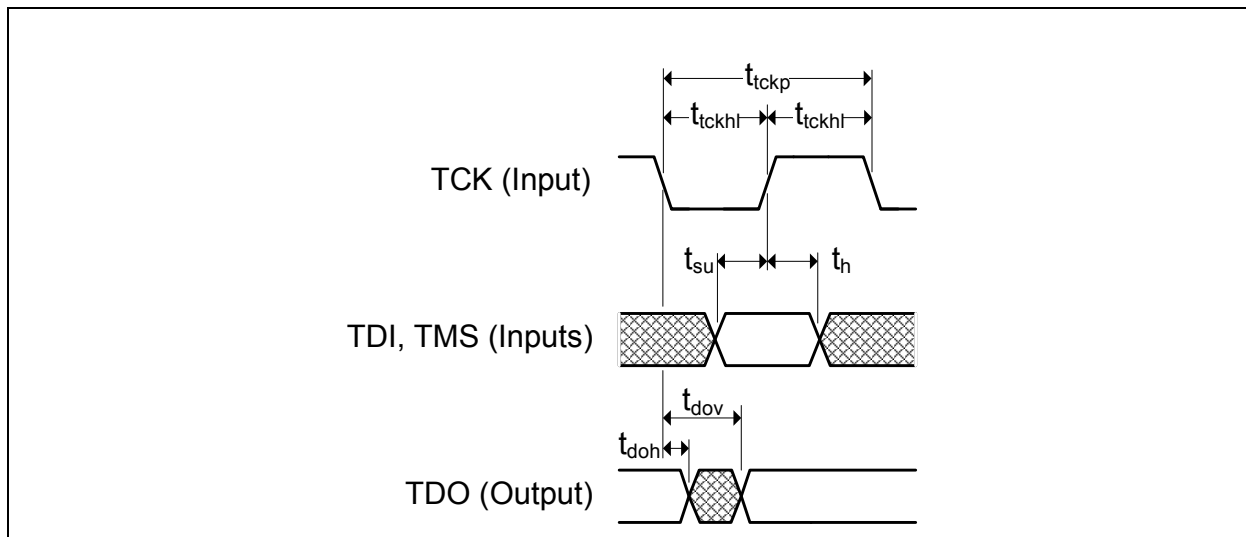 t_tckp
t_tckhl t_tckhl
TCK (Input)
t_su t_h
TDI, TMS (Inputs)
t_dov
t_doh
TDO (Output)